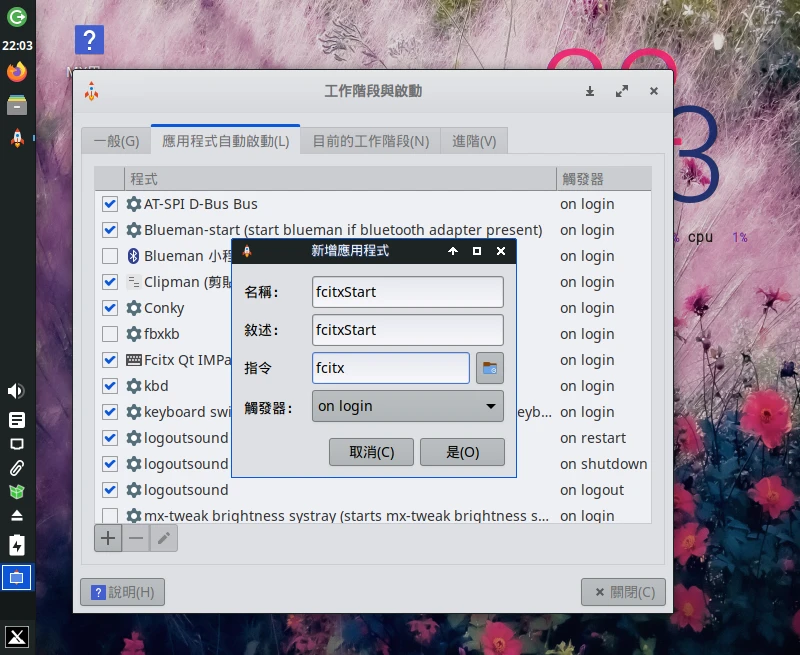 22:03
?
工作階段與啟動
一般(G)
應用程式自動啟動(L)
目前的工作階段(N)
進階(V)
程式
觸發器
AT-SPI D-Bus Bus
on login
Blueman-start (start blueman if bluetooth adapter present)
on login
Blueman 小程
on login
Clipman (剪貼
on login
Conky
on login
fbxkb
on login
Fcitx Qt IMPa
on login
kbd
on login
keyboard swi
eyb...
on login
logoutsound
on restart
logoutsound
on shutdown
logoutsound
on logout
mx-tweak brightness systray (starts mx-tweak brightness s...
on login
新增應用程式
名稱：
fcitxStart
敘述：
fcitxStart
指令
fcitx
觸發器：
on login
取消(C)
是(O)
? 說明(H)
關閉(C)
3
% cpu 1%